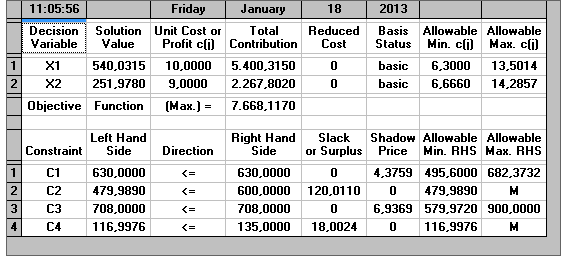 11:05:56 Friday January 18 2013
Decision Variable Solution Value Unit Cost or Profit c(j) Total Contribution Reduced Cost Basis Status Allowable Min. c(j) Allowable Max. c(j)
1 X1 540,0315 10,0000 5.400,3150 0 basic 6,3000 13,5014
2 X2 251,9780 9,0000 2.267,8020 0 basic 6,6660 14,2857
Objective Function (Max.) = 7.668,1170
Constraint Left Hand Side Direction Right Hand Side Slack or Surplus Shadow Price Allowable Min. RHS Allowable Max. RHS
1 C1 630,0000 <= 630,0000 0 4,3759 495,6000 682,3732
2 C2 479,9890 <= 600,0000 120,0110 0 479,9890 M
3 C3 708,0000 <= 708,0000 0 6,9369 579,9720 900,0000
4 C4 116,9976 <= 135,0000 18,0024 0 116,9976 M